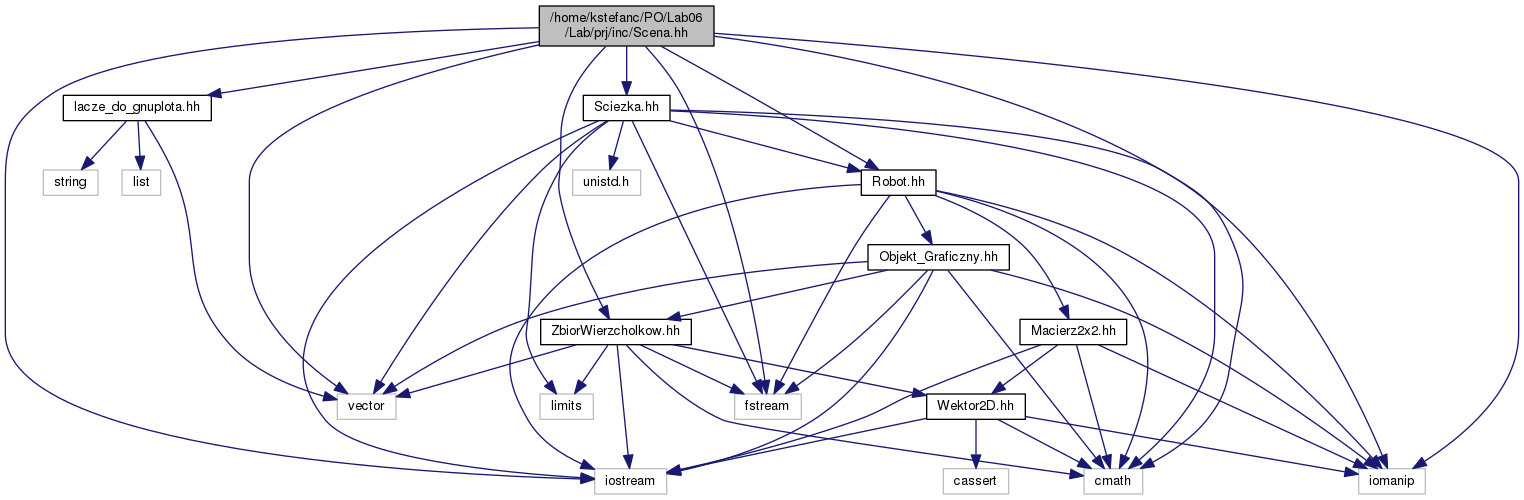 /home/kstefanc/PO/Lab06
/Lab/prj/inc/Scena.hh
lacze_do_gnuplota.hh
Sciezka.hh
string
list
unistd.h
Robot.hh
Objekt_Graficzny.hh
ZbiorWierzcholkow.hh
Macierz2x2.hh
vector
limits
fstream
Wektor2D.hh
iostream
cassert
cmath
iomanip